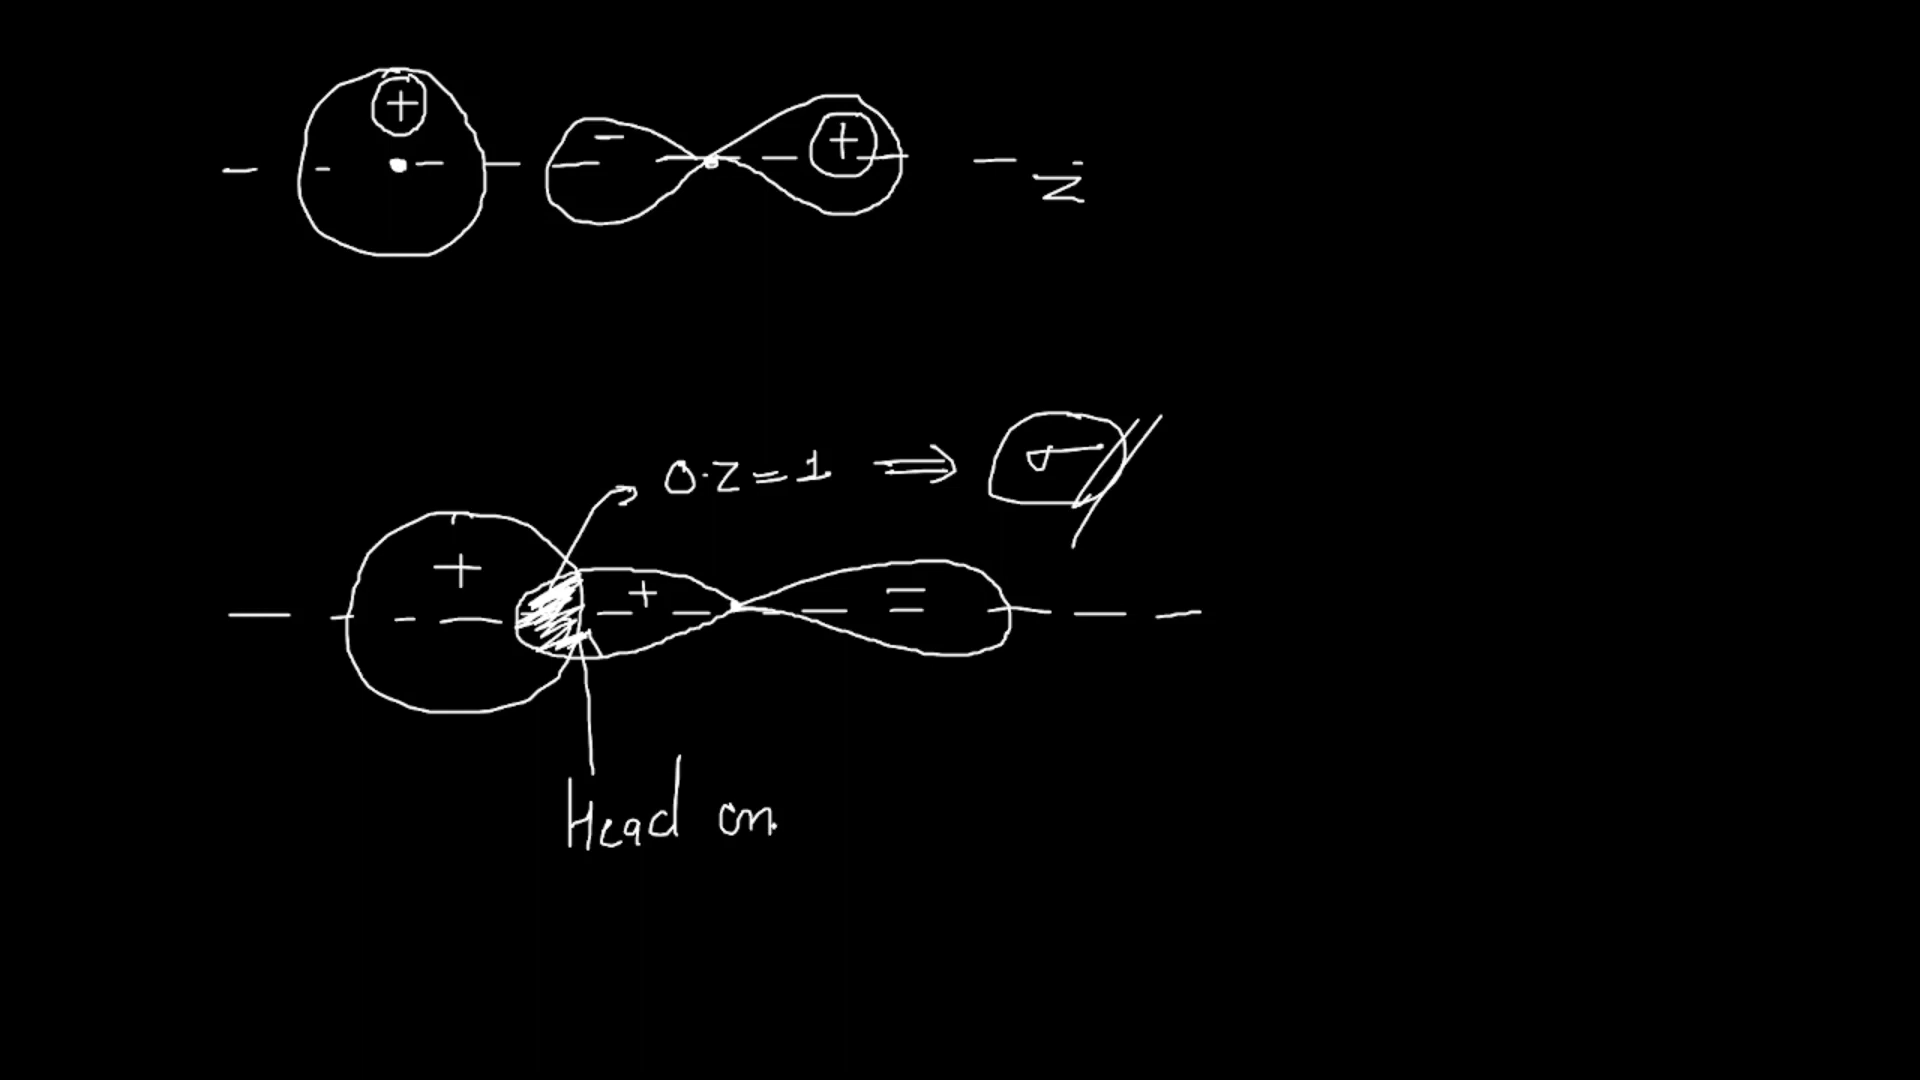 + - + z
O.Z = 1 ⇒ σ
+ + -
Head on